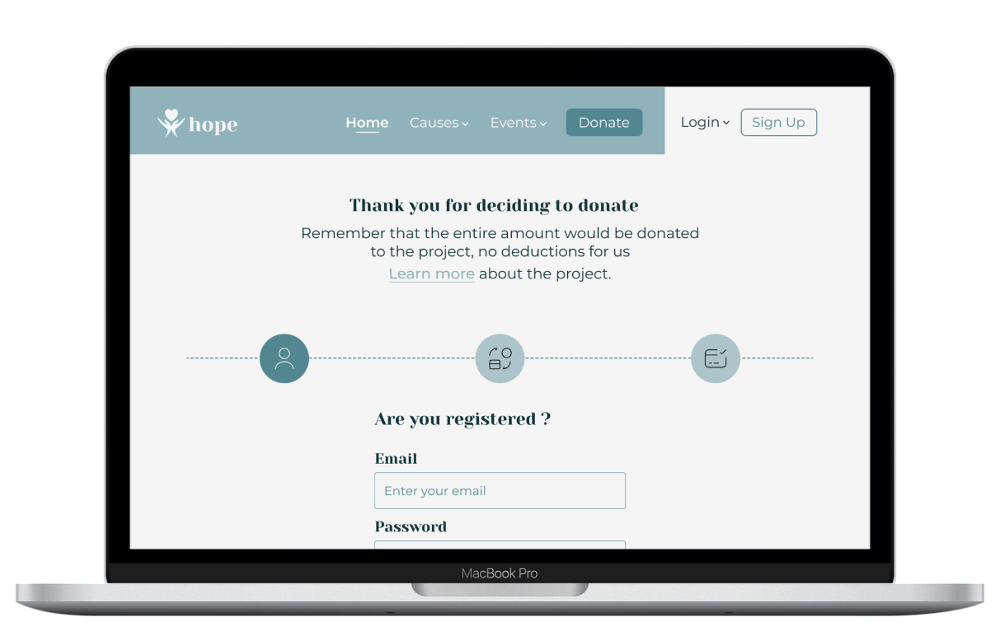 hope
Home Causes Events Donate Login Sign Up
Thank you for deciding to donate
Remember that the entire amount would be donated
to the project, no deductions for us
Learn more about the project.
Are you registered ?
Email
Enter your email
Password
MacBook Pro